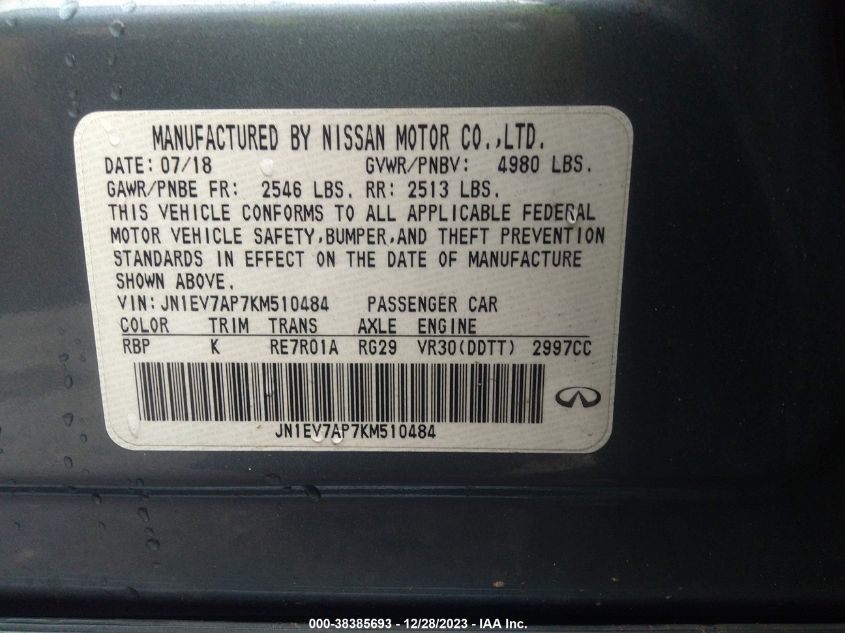 MANUFACTURED BY NISSAN MOTOR CO.,LTD.
DATE: 07/18 GVWR/PNBV: 4980 LBS.
GAWR/PNBE FR: 2546 LBS. RR: 2513 LBS.
THIS VEHICLE CONFORMS TO ALL APPLICABLE FEDERAL
MOTOR VEHICLE SAFETY,BUMPER,AND THEFT PREVENTION
STANDARDS IN EFFECT ON THE DATE OF MANUFACTURE
SHOWN ABOVE.
VIN:JN1EV7AP7KM510484 PASSENGER CAR
COLOR TRIM TRANS AXLE ENGINE
RBP K RE7R01A RG29 VR30(DDTT) 2997CC
JN1EV7AP7KM510484
000-38385693 - 12/28/2023 - IAA Inc.